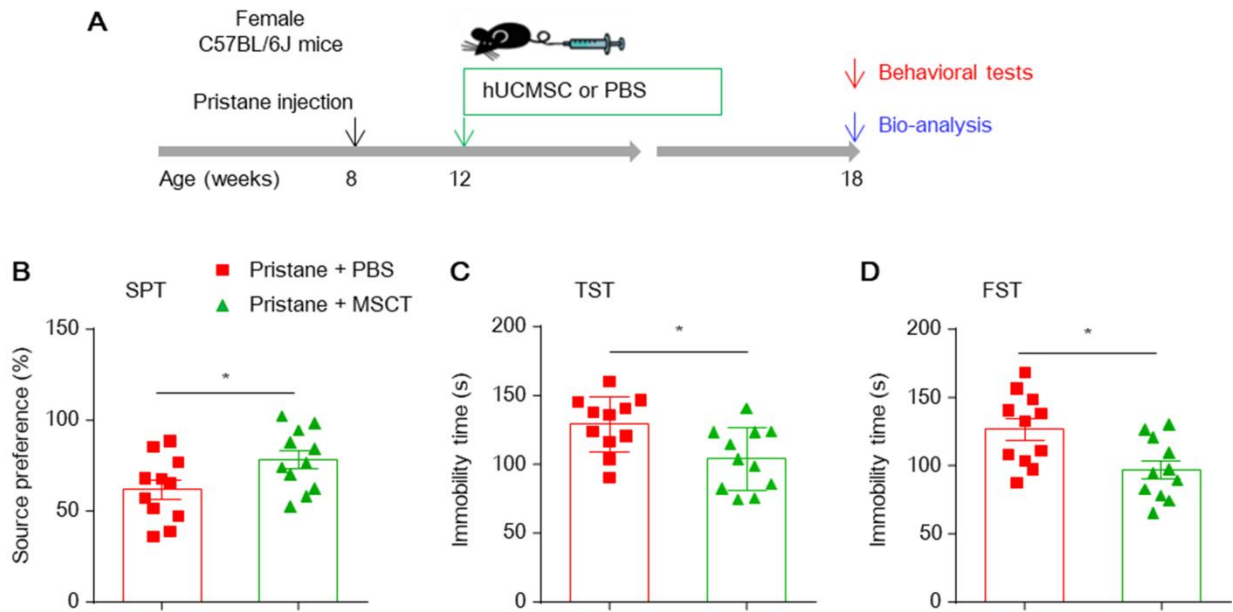 A
Female
C57BL/6J mice
Pristane injection
hUCMSC or PBS
Behavioral tests
Bio-analysis
Age (weeks)
8
12
18
B
SPT
Pristane + PBS
Pristane + MSCT
Source preference (%)
150
100
50
0
*
C
TST
Immobility time (s)
200
150
100
50
0
*
D
FST
Immobility time (s)
200
150
100
50
0
*